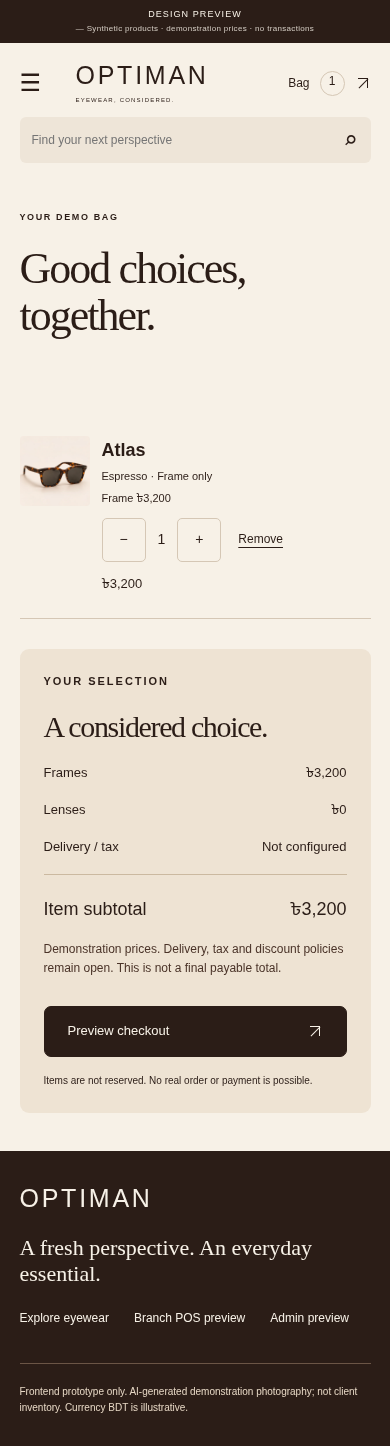 DESIGN PREVIEW
— Synthetic products · demonstration prices · no transactions
OPTIMAN
EYEWEAR, CONSIDERED.
Bag 1
Find your next perspective
YOUR DEMO BAG
Good choices,
together.
Atlas
Espresso · Frame only
Frame ৳3,200
− 1 + Remove
৳3,200
YOUR SELECTION
A considered choice.
Frames ৳3,200
Lenses ৳0
Delivery / tax Not configured
Item subtotal ৳3,200
Demonstration prices. Delivery, tax and discount policies
remain open. This is not a final payable total.
Preview checkout
Items are not reserved. No real order or payment is possible.
OPTIMAN
A fresh perspective. An everyday
essential.
Explore eyewear Branch POS preview Admin preview
Frontend prototype only. AI-generated demonstration photography; not client
inventory. Currency BDT is illustrative.